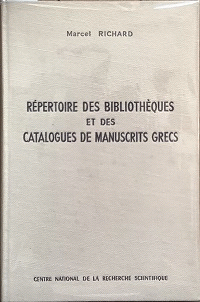 Marcel RICHARD
RÉPERTOIRE DES BIBLIOTHÈQUES
ET DES
CATALOGUES DE MANUSCRITS GRECS
CENTRE NATIONAL DE LA RECHERCHE SCIENTIFIQUE